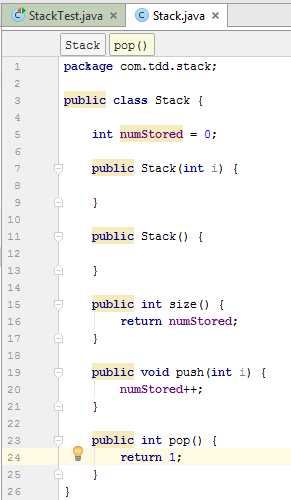 StackTest.java × Stack.java ×
Stack pop()
1 package com.tdd.stack;
2
3 public class Stack {
4
5 int numStored = 0;
6
7 public Stack(int i) {
8
9 }
10
11 public Stack() {
12
13 }
14
15 public int size() {
16 return numStored;
17 }
18
19 public void push(int i) {
20 numStored++;
21 }
22
23 public int pop() {
24 return 1;
25 }
26 }